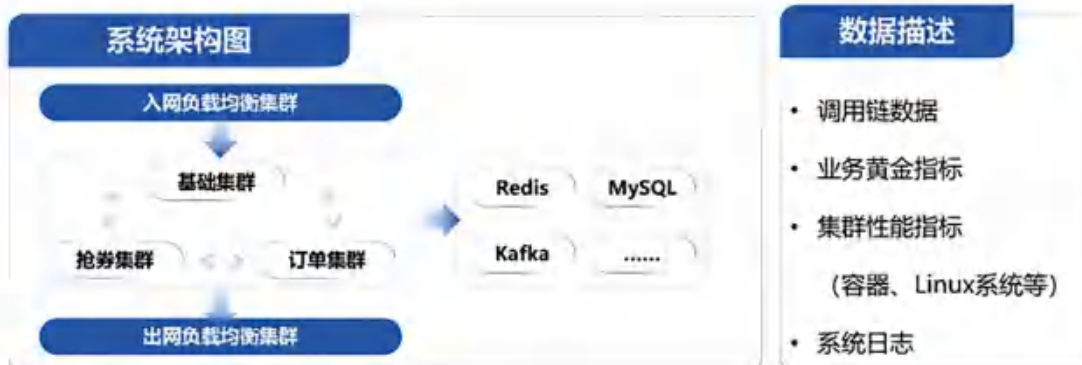 系统架构图
入网负载均衡集群
基础集群
抢券集群
订单集群
出网负载均衡集群
Redis
MySQL
Kafka
......
数据描述
• 调用链数据
• 业务黄金指标
• 集群性能指标
（容器、Linux系统等）
• 系统日志